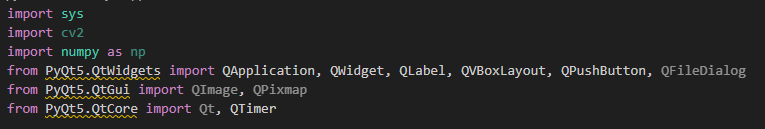 import sys
import cv2
import numpy as np
from PyQt5.QtWidgets import QApplication, QWidget, QLabel, QVBoxLayout, QPushButton, QFileDialog
from PyQt5.QtGui import QImage, QPixmap
from PyQt5.QtCore import Qt, QTimer